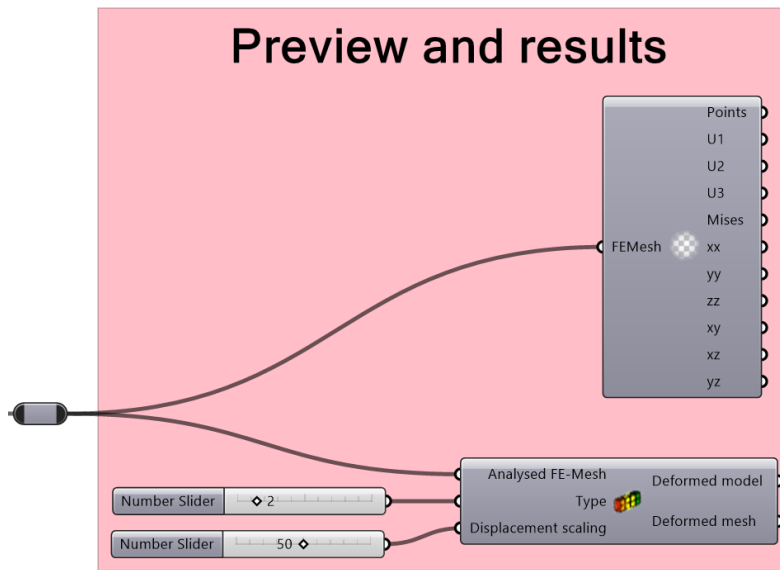 Preview and results
Points
U1
U2
U3
Mises
FEMesh
xx
yy
zz
xy
xz
yz
Analysed FE-Mesh
Type
Displacement scaling
Deformed model
Deformed mesh
Number Slider
2
Number Slider
50